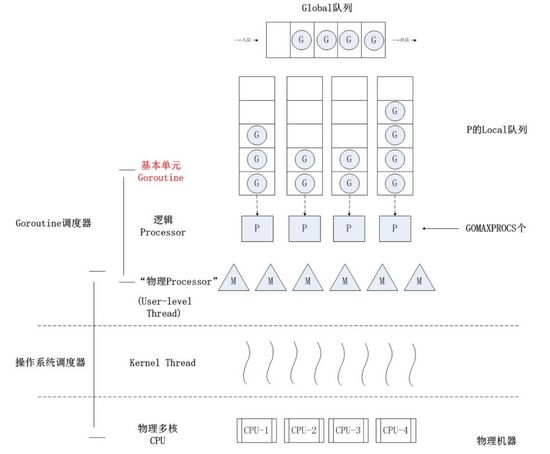 Global队列
入队 G G G G 出队
G
G G
G G G G
G G G G
P的Local队列
基本单元
Goroutine
Goroutine调度器
逻辑
Processor
P P P P
GOMAXPROCS个
“物理Processor”
(User-level
Thread)
M M M M M M
操作系统调度器
Kernel Thread
物理多核
CPU
CPU-1 CPU-2 CPU-3 CPU-4
物理机器